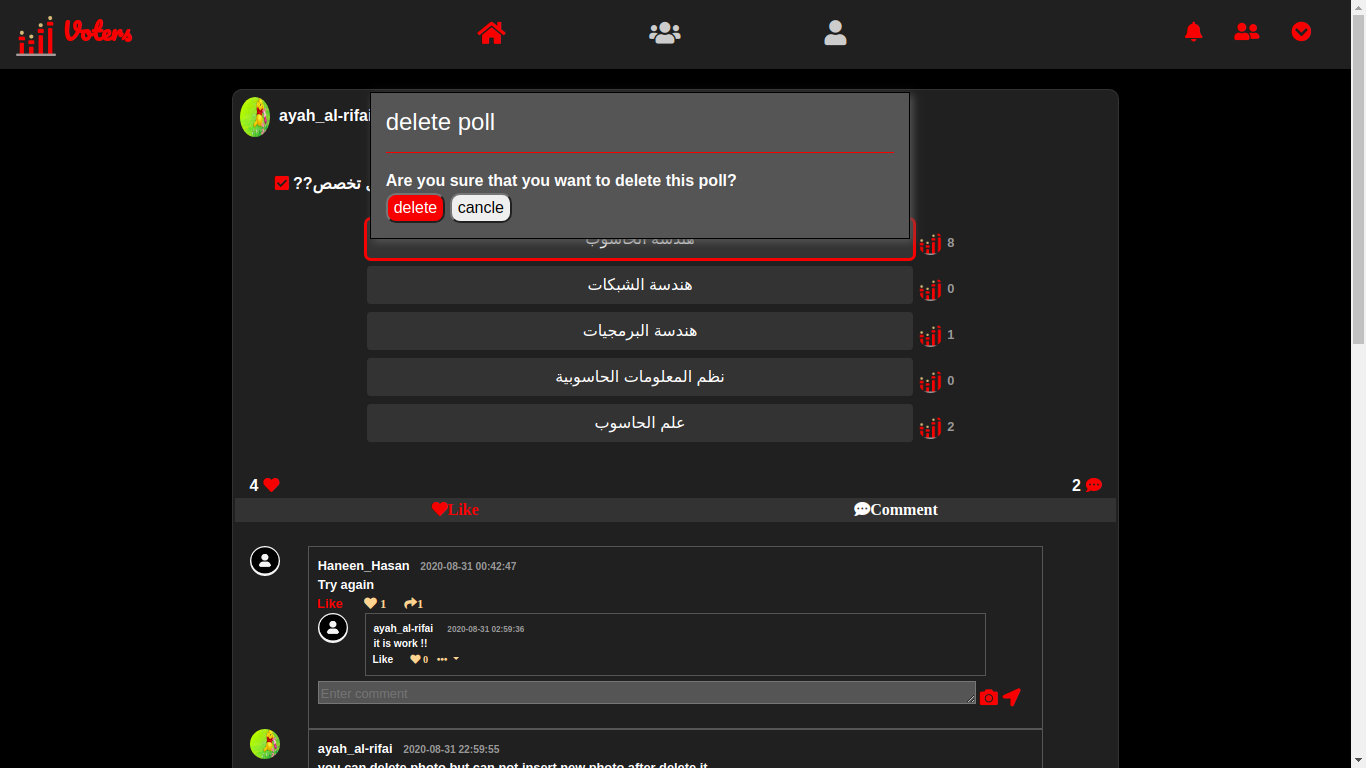 Voters
delete poll
ayah_al-rifai
تخصص??
Are you sure that you want to delete this poll?
delete cancle
هندسة الحاسوب 8
هندسة الشبكات 0
هندسة البرمجيات 1
نظم المعلومات الحاسوبية 0
علم الحاسوب 2
4 2
Like Comment
Haneen_Hasan 2020-08-31 00:42:47
Try again
Like 1 1
ayah_al-rifai 2020-08-31 02:59:36
it is work !!
Like 0
Enter comment
ayah_al-rifai 2020-08-31 22:59:55
you can delete photo but can not insert new photo after delete it